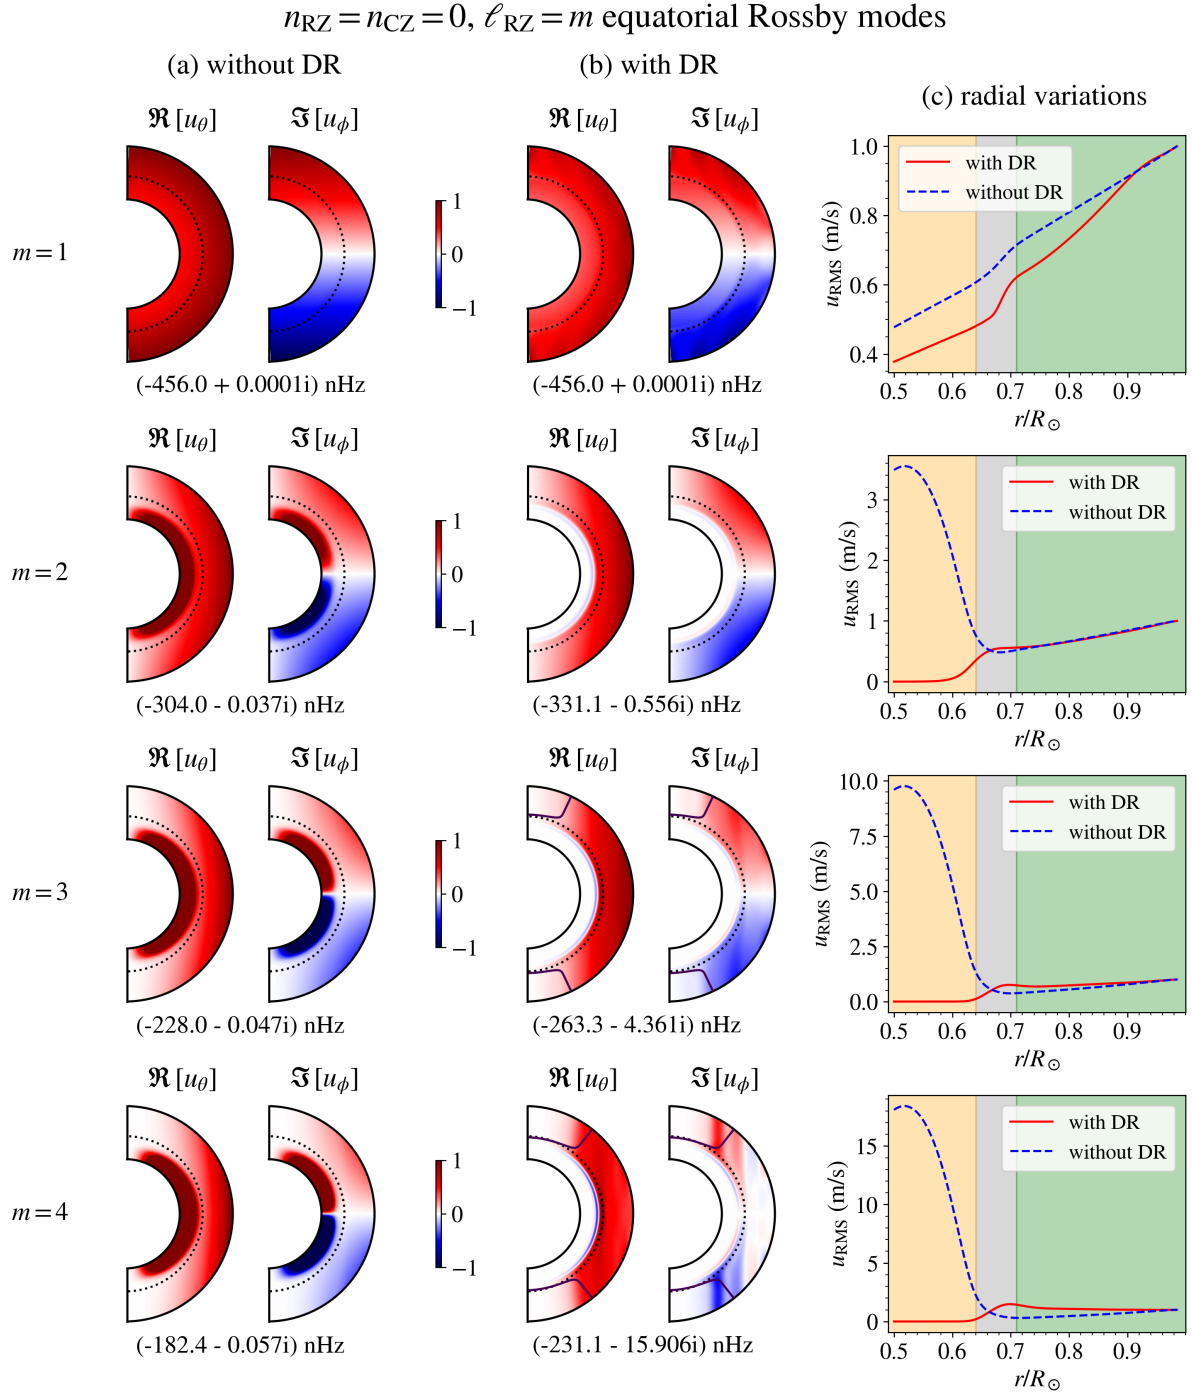 n_RZ = n_CZ = 0, ℓ_RZ = m equatorial Rossby modes
(a) without DR
(b) with DR
(c) radial variations
ℜ[u_θ] ℑ[u_ϕ] ℜ[u_θ] ℑ[u_ϕ]
m = 1
1
0
−1
(-456.0 + 0.0001i) nHz
(-456.0 + 0.0001i) nHz
with DR
without DR
1.0
0.8
0.6
0.4
u_RMS (m/s)
0.5 0.6 0.7 0.8 0.9
r/R_⊙
ℜ[u_θ] ℑ[u_ϕ] ℜ[u_θ] ℑ[u_ϕ]
m = 2
1
0
−1
(-304.0 - 0.037i) nHz
(-331.1 - 0.556i) nHz
with DR
without DR
3
2
1
0
u_RMS (m/s)
0.5 0.6 0.7 0.8 0.9
r/R_⊙
ℜ[u_θ] ℑ[u_ϕ] ℜ[u_θ] ℑ[u_ϕ]
m = 3
1
0
−1
(-228.0 - 0.047i) nHz
(-263.3 - 4.361i) nHz
with DR
without DR
10.0
7.5
5.0
2.5
0.0
u_RMS (m/s)
0.5 0.6 0.7 0.8 0.9
r/R_⊙
ℜ[u_θ] ℑ[u_ϕ] ℜ[u_θ] ℑ[u_ϕ]
m = 4
1
0
−1
(-182.4 - 0.057i) nHz
(-231.1 - 15.906i) nHz
with DR
without DR
15
10
5
0
u_RMS (m/s)
0.5 0.6 0.7 0.8 0.9
r/R_⊙